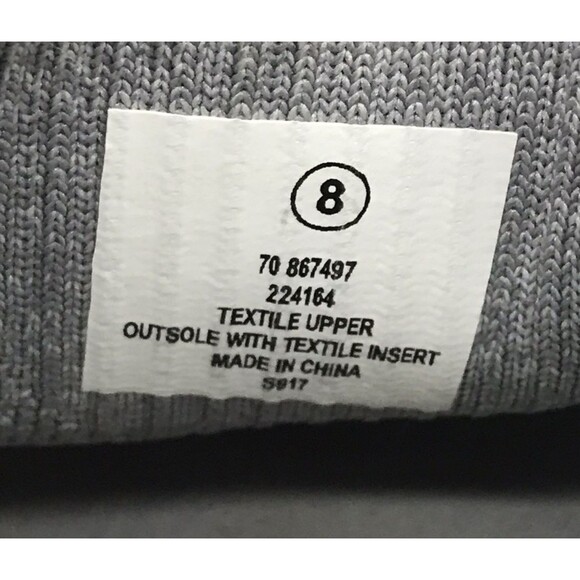 8
70 867497
224164
TEXTILE UPPER
OUTSOLE WITH TEXTILE INSERT
MADE IN CHINA
S917